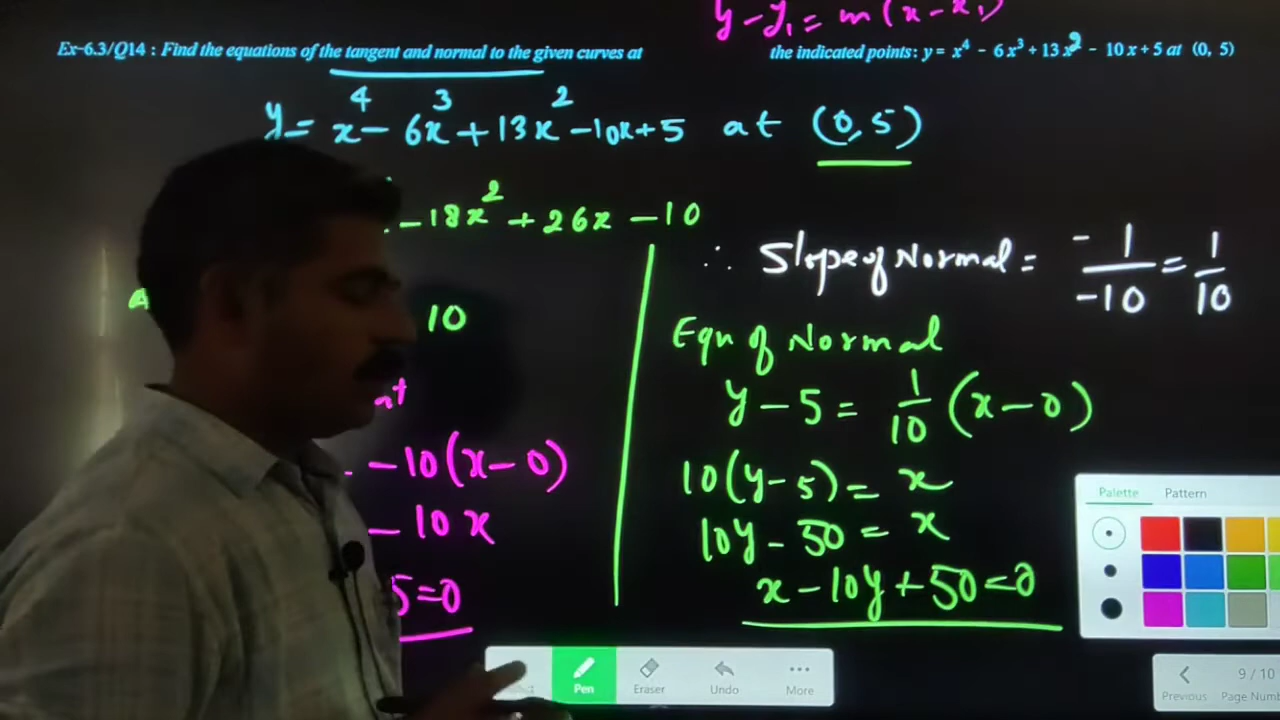 y - y₁ = m(x - x₁)
Ex-6.3/Q14 : Find the equations of the tangent and normal to the given curves at the indicated points: y = x⁴ - 6x³ + 13x² - 10x + 5 at (0, 5)
y = x⁴ - 6x³ + 13x² - 10x + 5 at (0, 5)
- 18x² + 26x - 10
10
at
- 10(x - 0)
- 10x
5 = 0
∴ Slope of Normal = -1/-10 = 1/10
Eqn of Normal
y - 5 = 1/10 (x - 0)
10(y - 5) = x
10y - 50 = x
x - 10y + 50 = 0
Palette Pattern
Pen Eraser Undo More
9 / 10
Previous Page Num